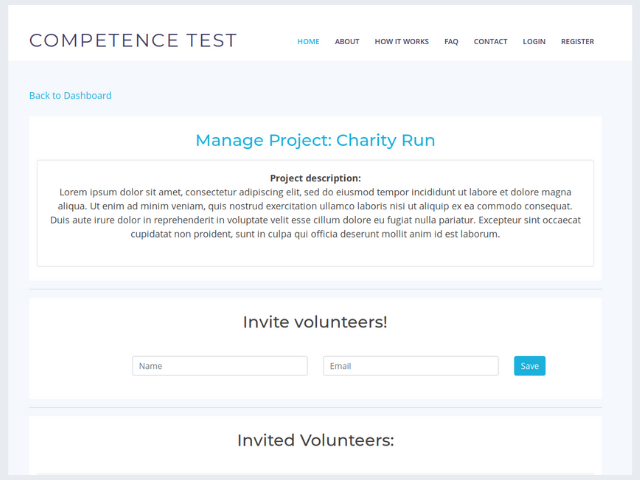 COMPETENCE TEST
HOME ABOUT HOW IT WORKS FAQ CONTACT LOGIN REGISTER
Back to Dashboard
Manage Project: Charity Run
Project description:
Lorem ipsum dolor sit amet, consectetur adipiscing elit, sed do eiusmod tempor incididunt ut labore et dolore magna
aliqua. Ut enim ad minim veniam, quis nostrud exercitation ullamco laboris nisi ut aliquip ex ea commodo consequat.
Duis aute irure dolor in reprehenderit in voluptate velit esse cillum dolore eu fugiat nulla pariatur. Excepteur sint occaecat
cupidatat non proident, sunt in culpa qui officia deserunt mollit anim id est laborum.
Invite volunteers!
Name Email Save
Invited Volunteers: